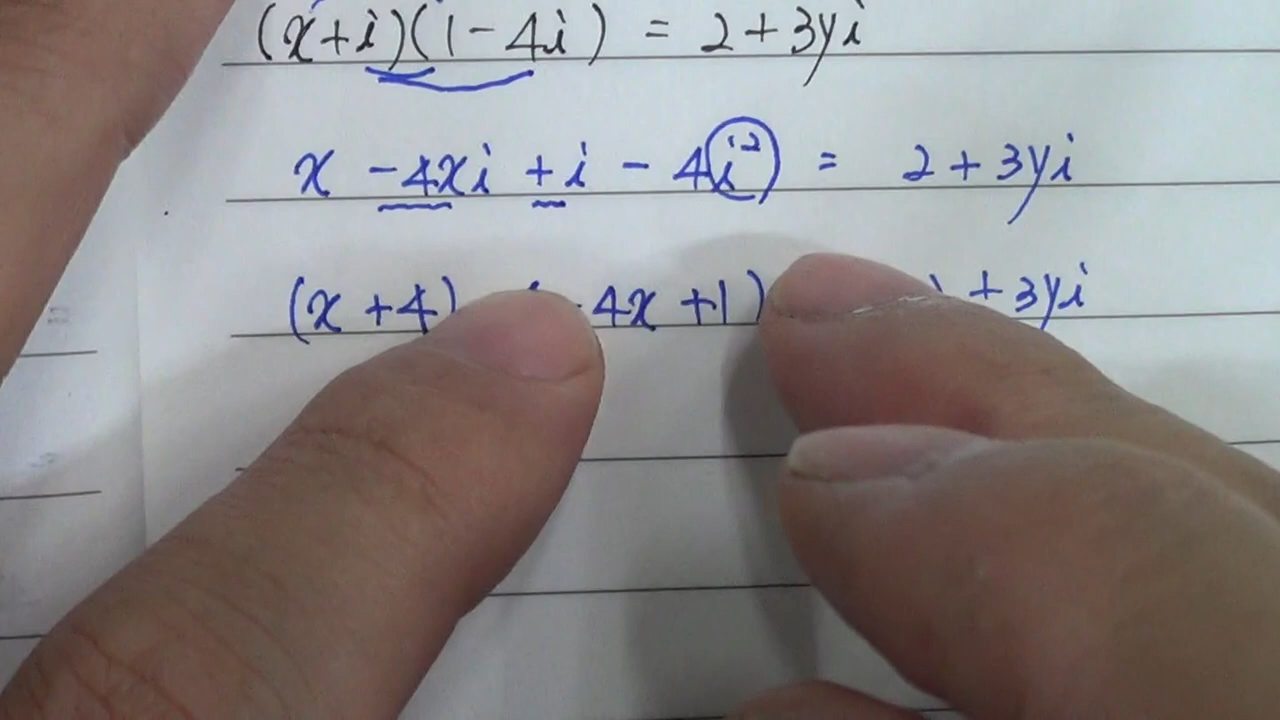 (x+i)(1-4i) = 2+3yi
x -4xi +i - 4i² = 2+3yi
(x+4) 4x +1) +3yi